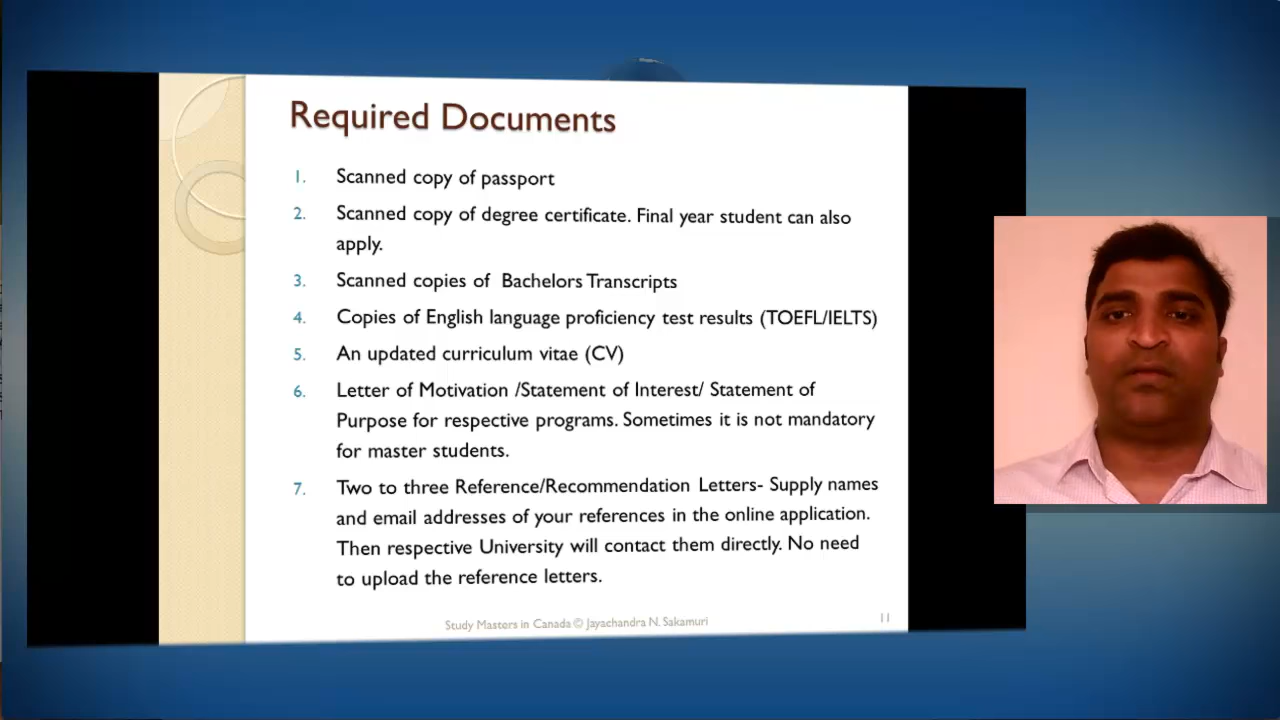 Required Documents
1. Scanned copy of passport
2. Scanned copy of degree certificate. Final year student can also
apply.
3. Scanned copies of Bachelors Transcripts
4. Copies of English language proficiency test results (TOEFL/IELTS)
5. An updated curriculum vitae (CV)
6. Letter of Motivation /Statement of Interest/ Statement of
Purpose for respective programs. Sometimes it is not mandatory
for master students.
7. Two to three Reference/Recommendation Letters- Supply names
and email addresses of your references in the online application.
Then respective University will contact them directly. No need
to upload the reference letters.
Study Masters in Canada © Jayachandra N. Sakamuri
11